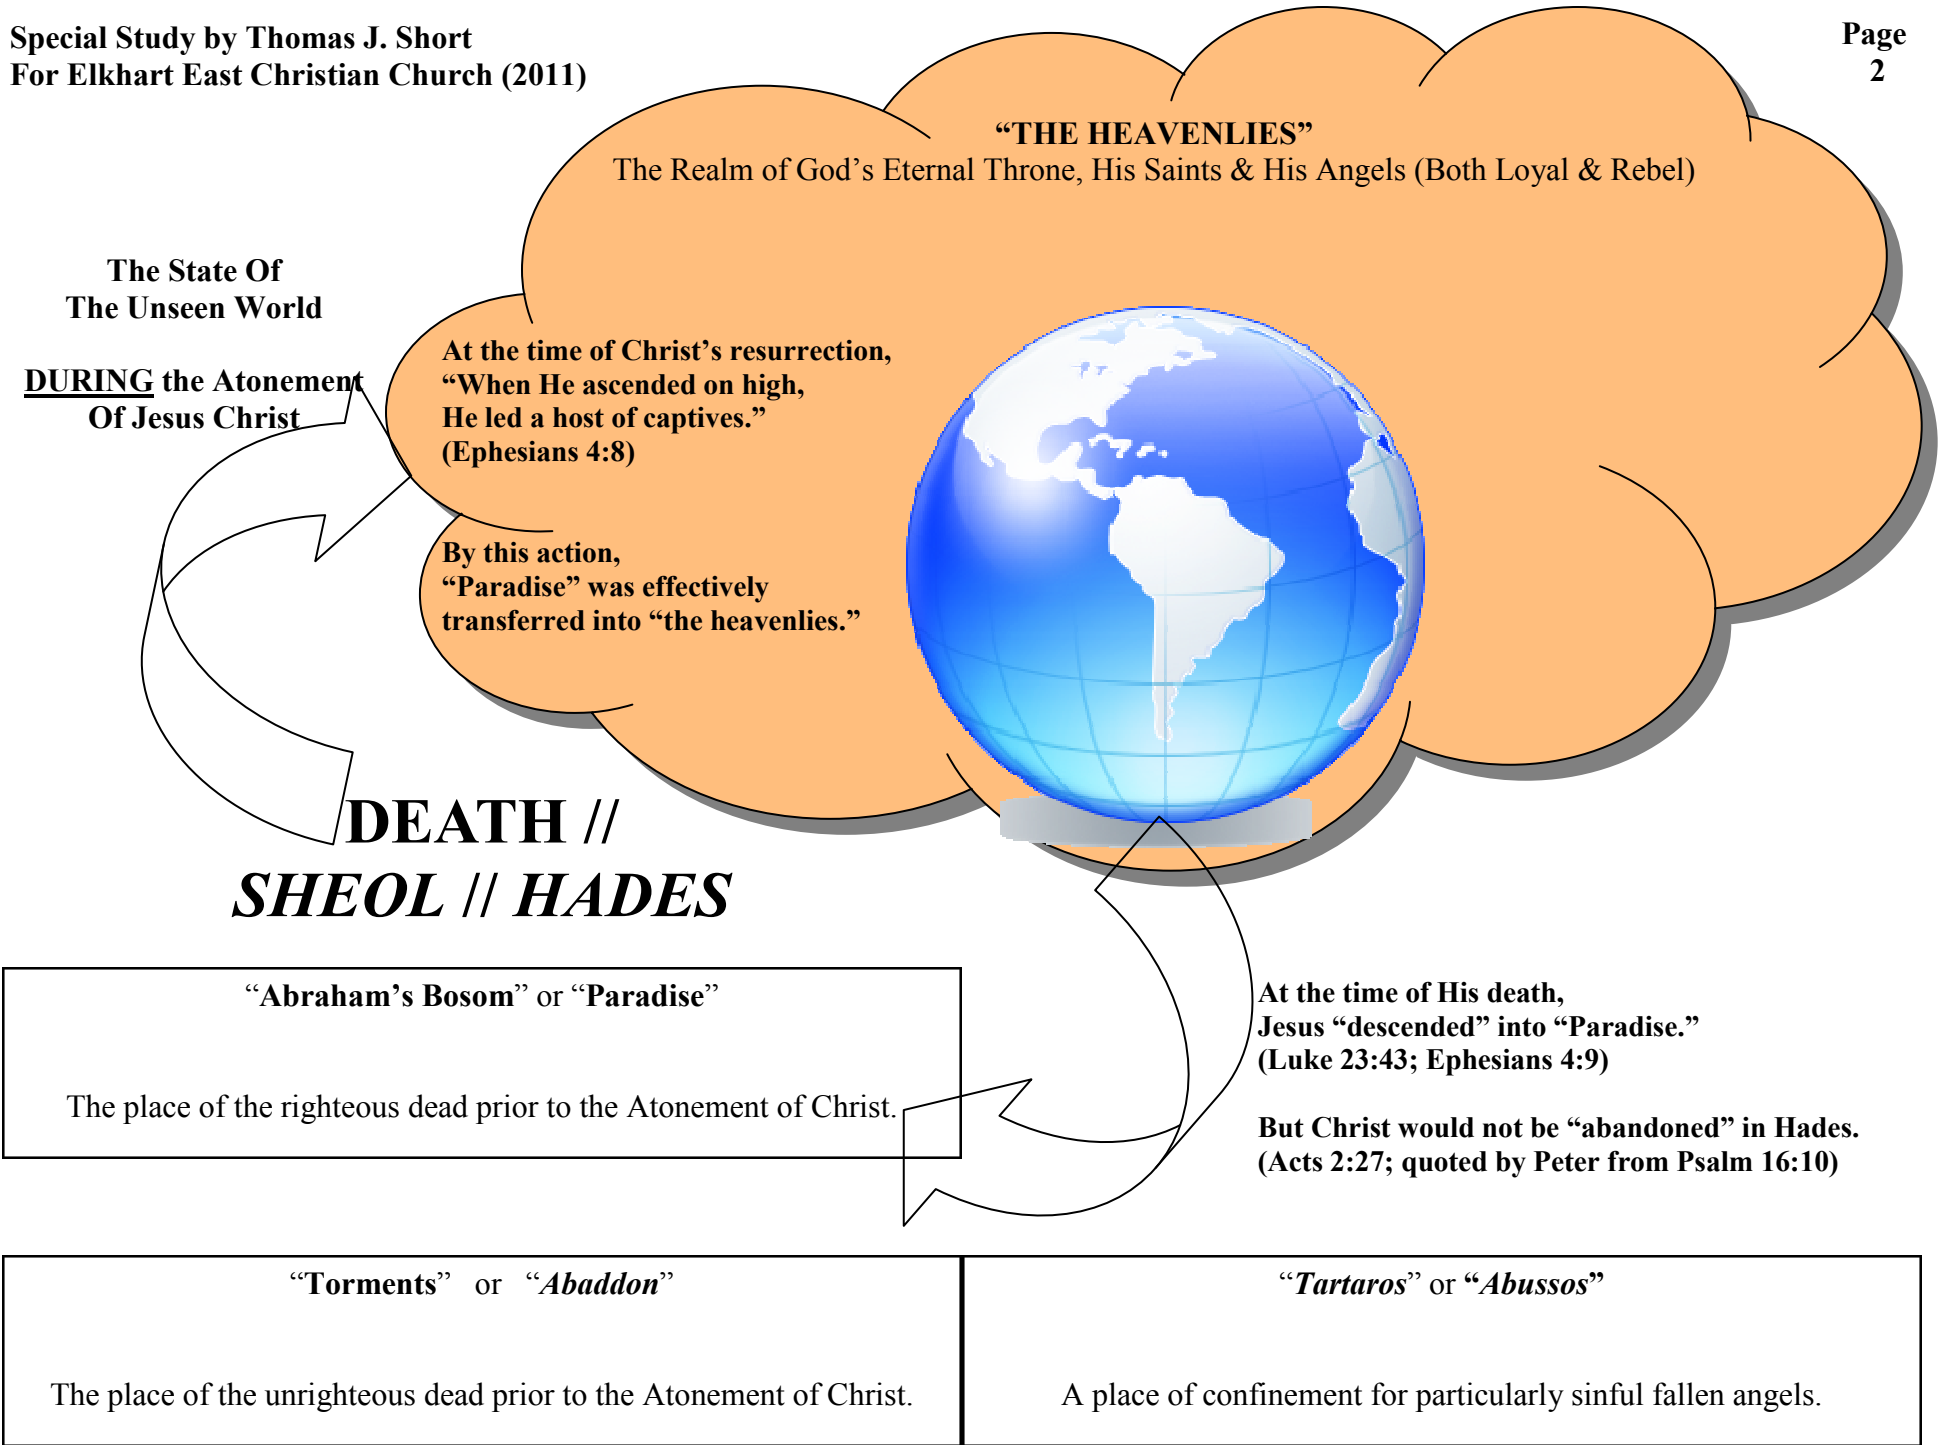 Special Study by Thomas J. Short
For Elkhart East Christian Church (2011)
Page
2
“THE HEAVENLIES”
The Realm of God’s Eternal Throne, His Saints & His Angels (Both Loyal & Rebel)
The State Of
The Unseen World
DURING the Atonement
Of Jesus Christ
At the time of Christ’s resurrection,
“When He ascended on high,
He led a host of captives.”
(Ephesians 4:8)
By this action,
“Paradise” was effectively
transferred into “the heavenlies.”
DEATH //
SHEOL // HADES
“Abraham’s Bosom” or “Paradise”
The place of the righteous dead prior to the Atonement of Christ.
At the time of His death,
Jesus “descended” into “Paradise.”
(Luke 23:43; Ephesians 4:9)
But Christ would not be “abandoned” in Hades.
(Acts 2:27; quoted by Peter from Psalm 16:10)
“Torments” or “Abaddon”
The place of the unrighteous dead prior to the Atonement of Christ.
“Tartaros” or “Abussos”
A place of confinement for particularly sinful fallen angels.